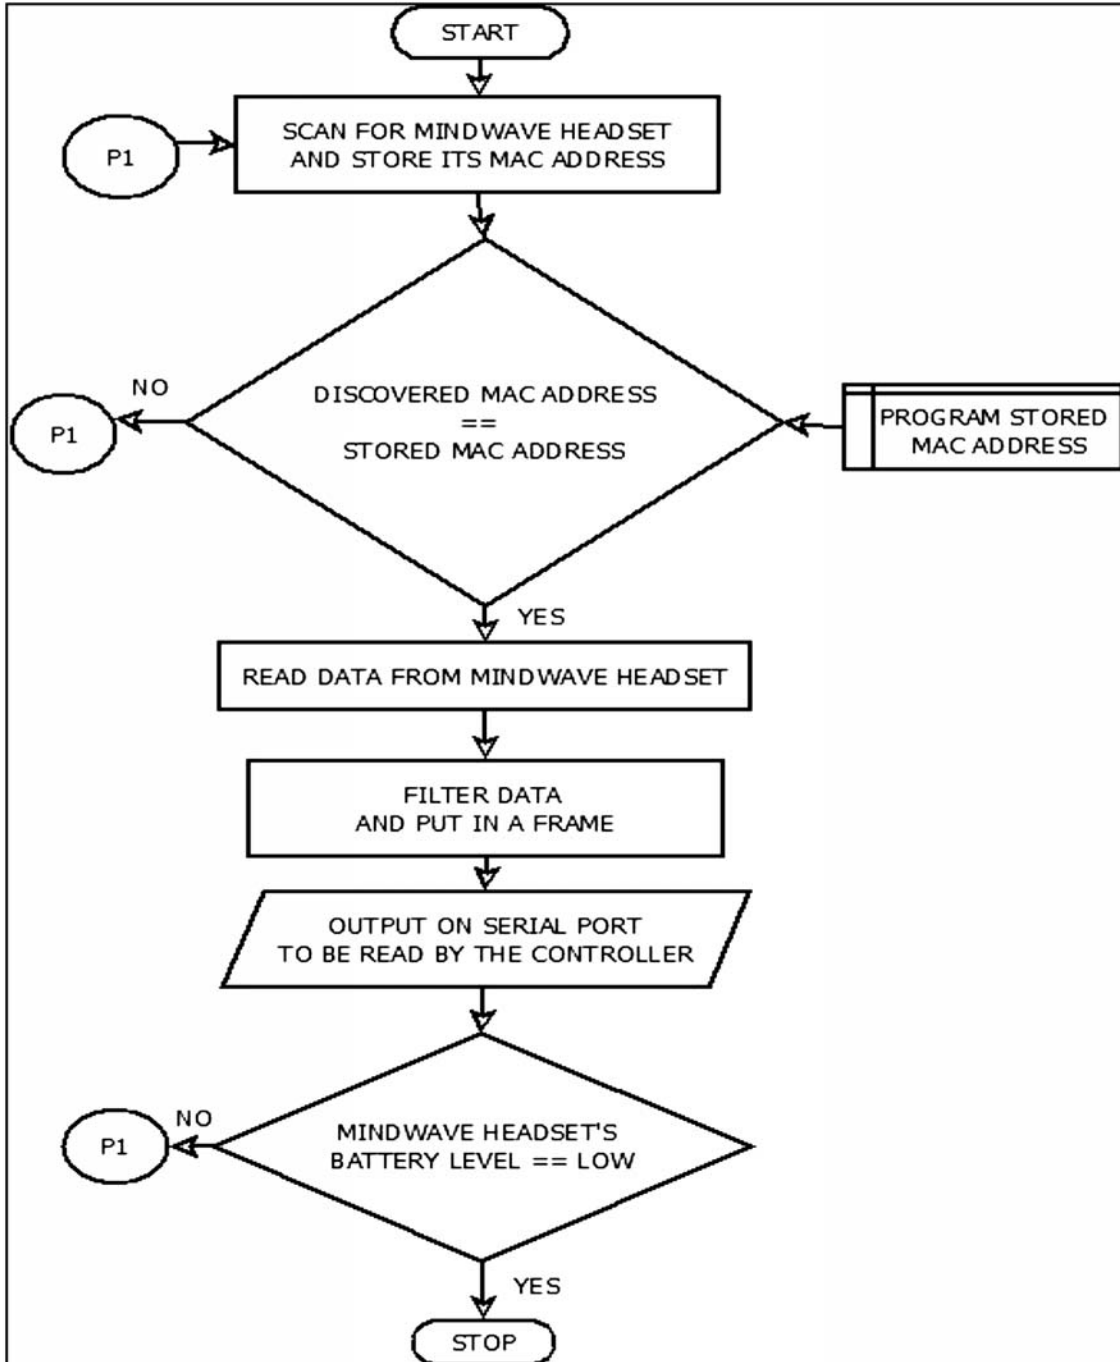 START
SCAN FOR MINDWAVE HEADSET
AND STORE ITS MAC ADDRESS
P1
DISCOVERED MAC ADDRESS
==
STORED MAC ADDRESS
NO
P1
PROGRAM STORED
MAC ADDRESS
YES
READ DATA FROM MINDWAVE HEADSET
FILTER DATA
AND PUT IN A FRAME
OUTPUT ON SERIAL PORT
TO BE READ BY THE CONTROLLER
MINDWAVE HEADSET'S
BATTERY LEVEL == LOW
NO
P1
YES
STOP